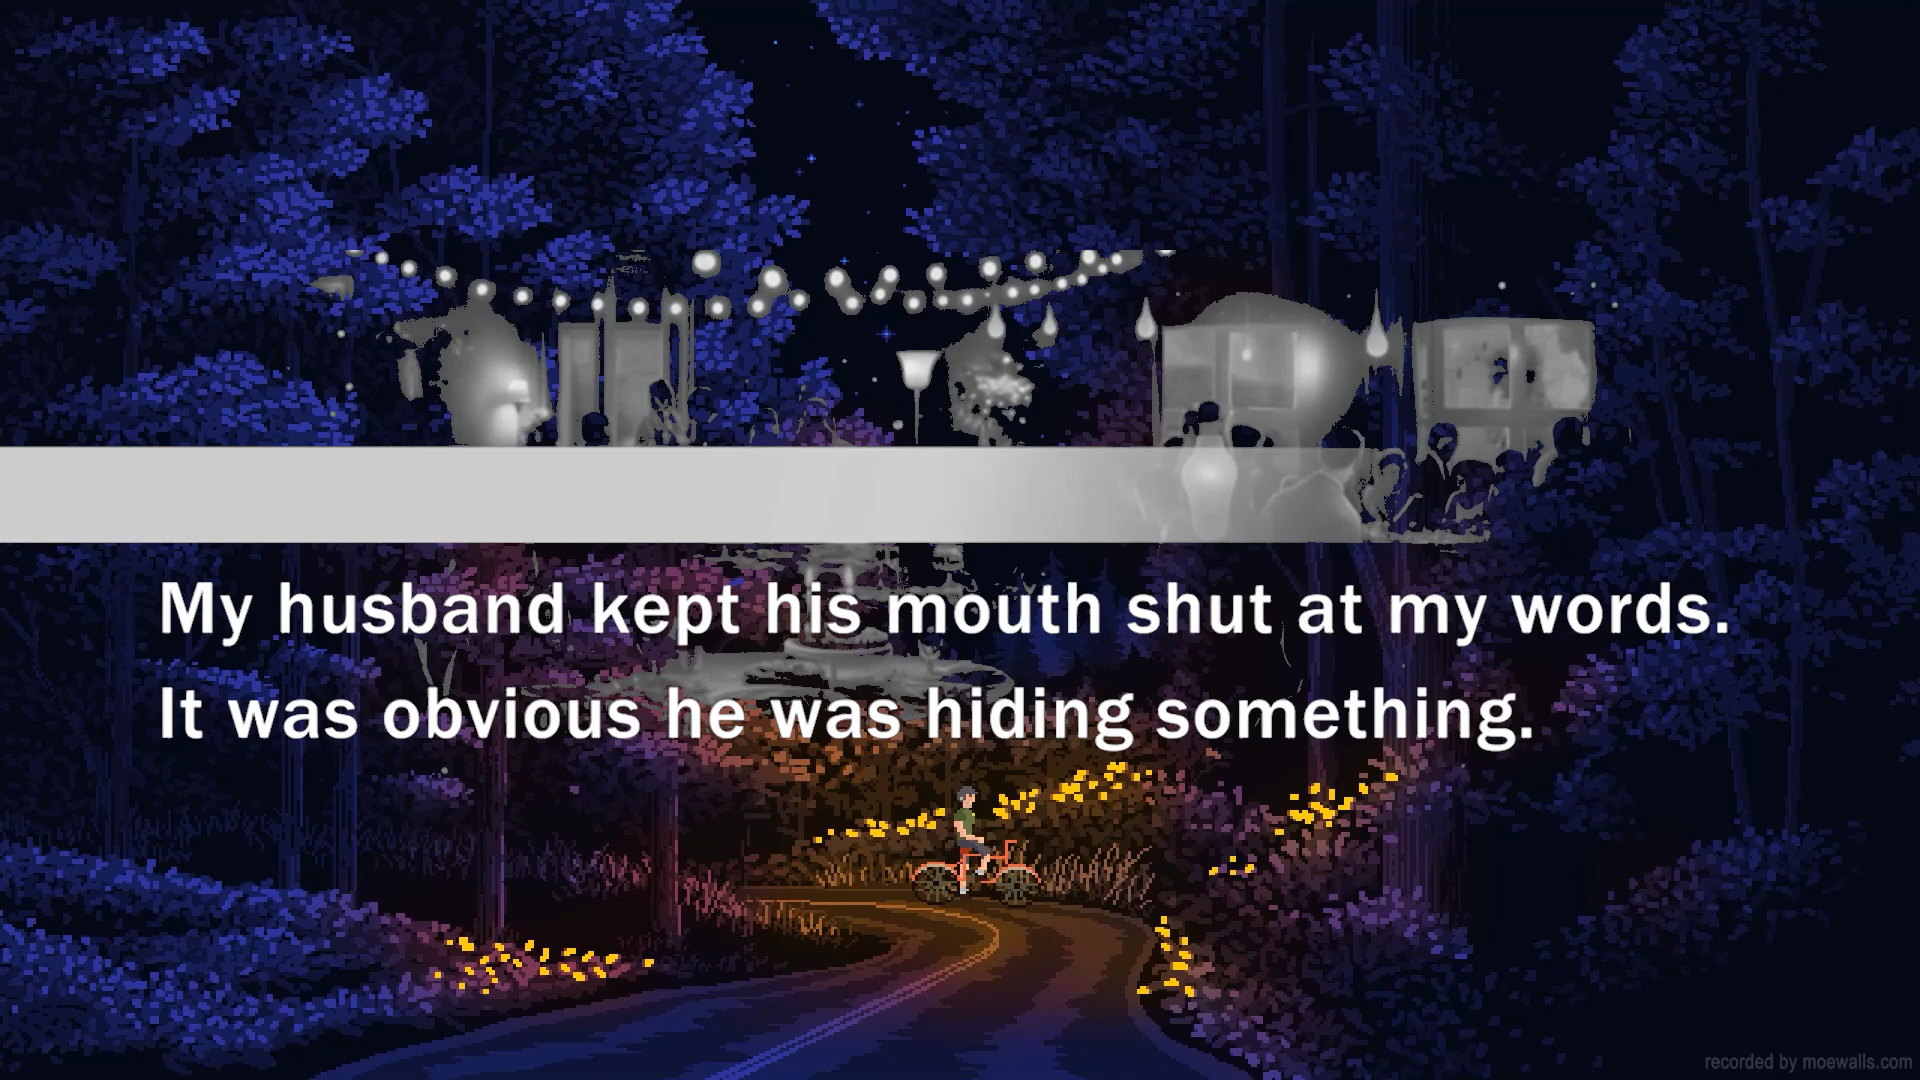 My husband kept his mouth shut at my words.
It was obvious he was hiding something.
recorded by moewalls.com